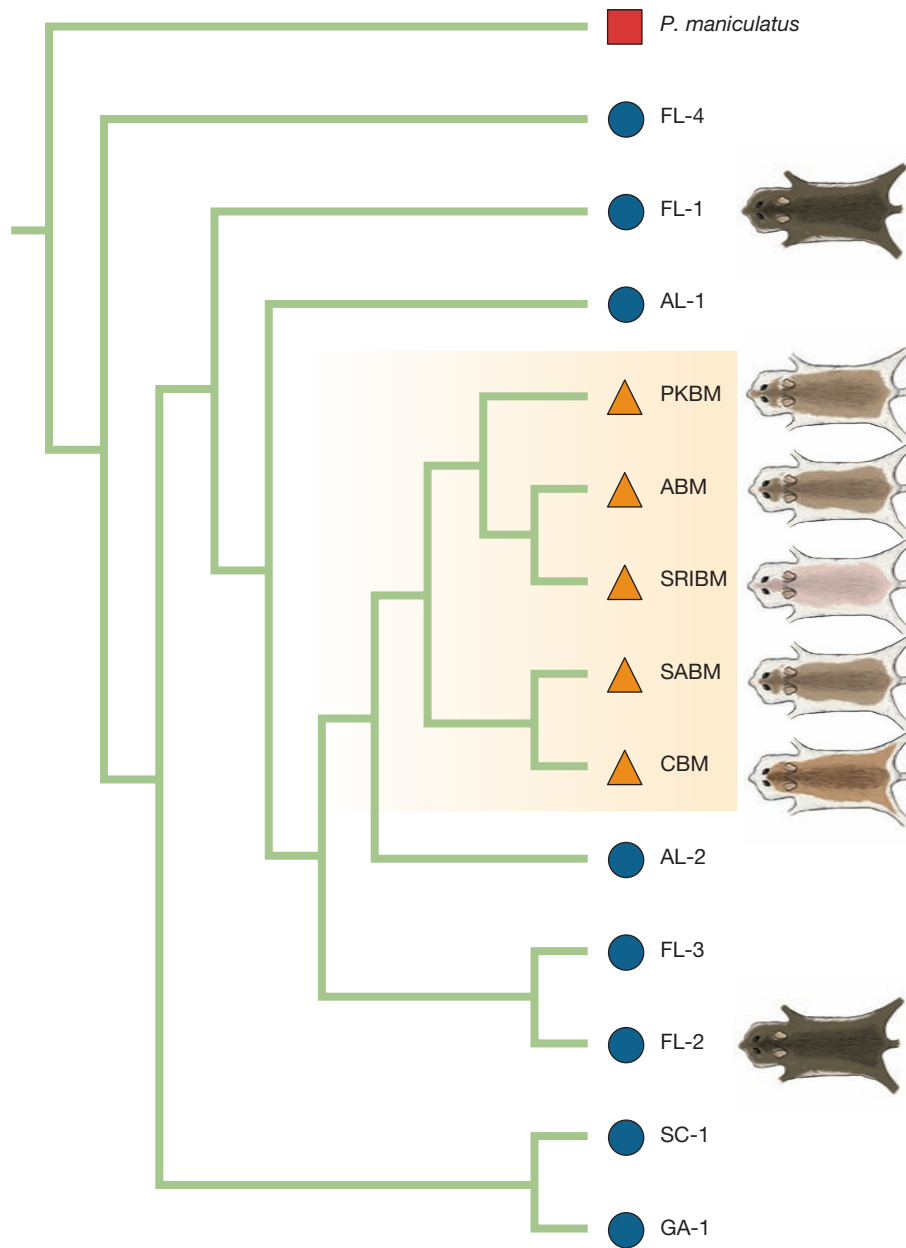 P. maniculatus
FL-4
FL-1
AL-1
PKBM
ABM
SRIBM
SABM
CBM
AL-2
FL-3
FL-2
SC-1
GA-1